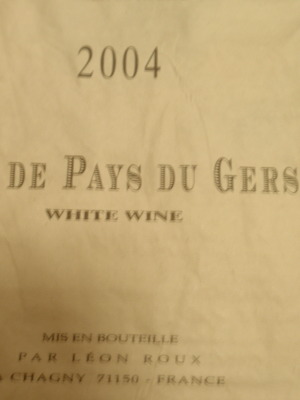 2004
DE PAYS DU GERS
WHITE WINE
MIS EN BOUTEILLE
PAR LÉON ROUX
À CHAGNY 71150 - FRANCE